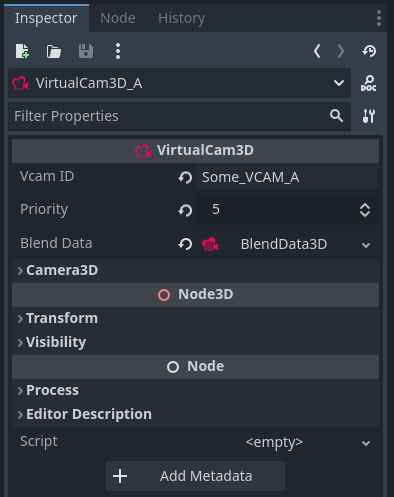 Inspector Node History
VirtualCam3D_A
DOC
Filter Properties
VirtualCam3D
Vcam ID Some_VCAM_A
Priority 5
Blend Data BlendData3D
Camera3D
Node3D
Transform
Visibility
Node
Process
Editor Description
Script <empty>
Add Metadata